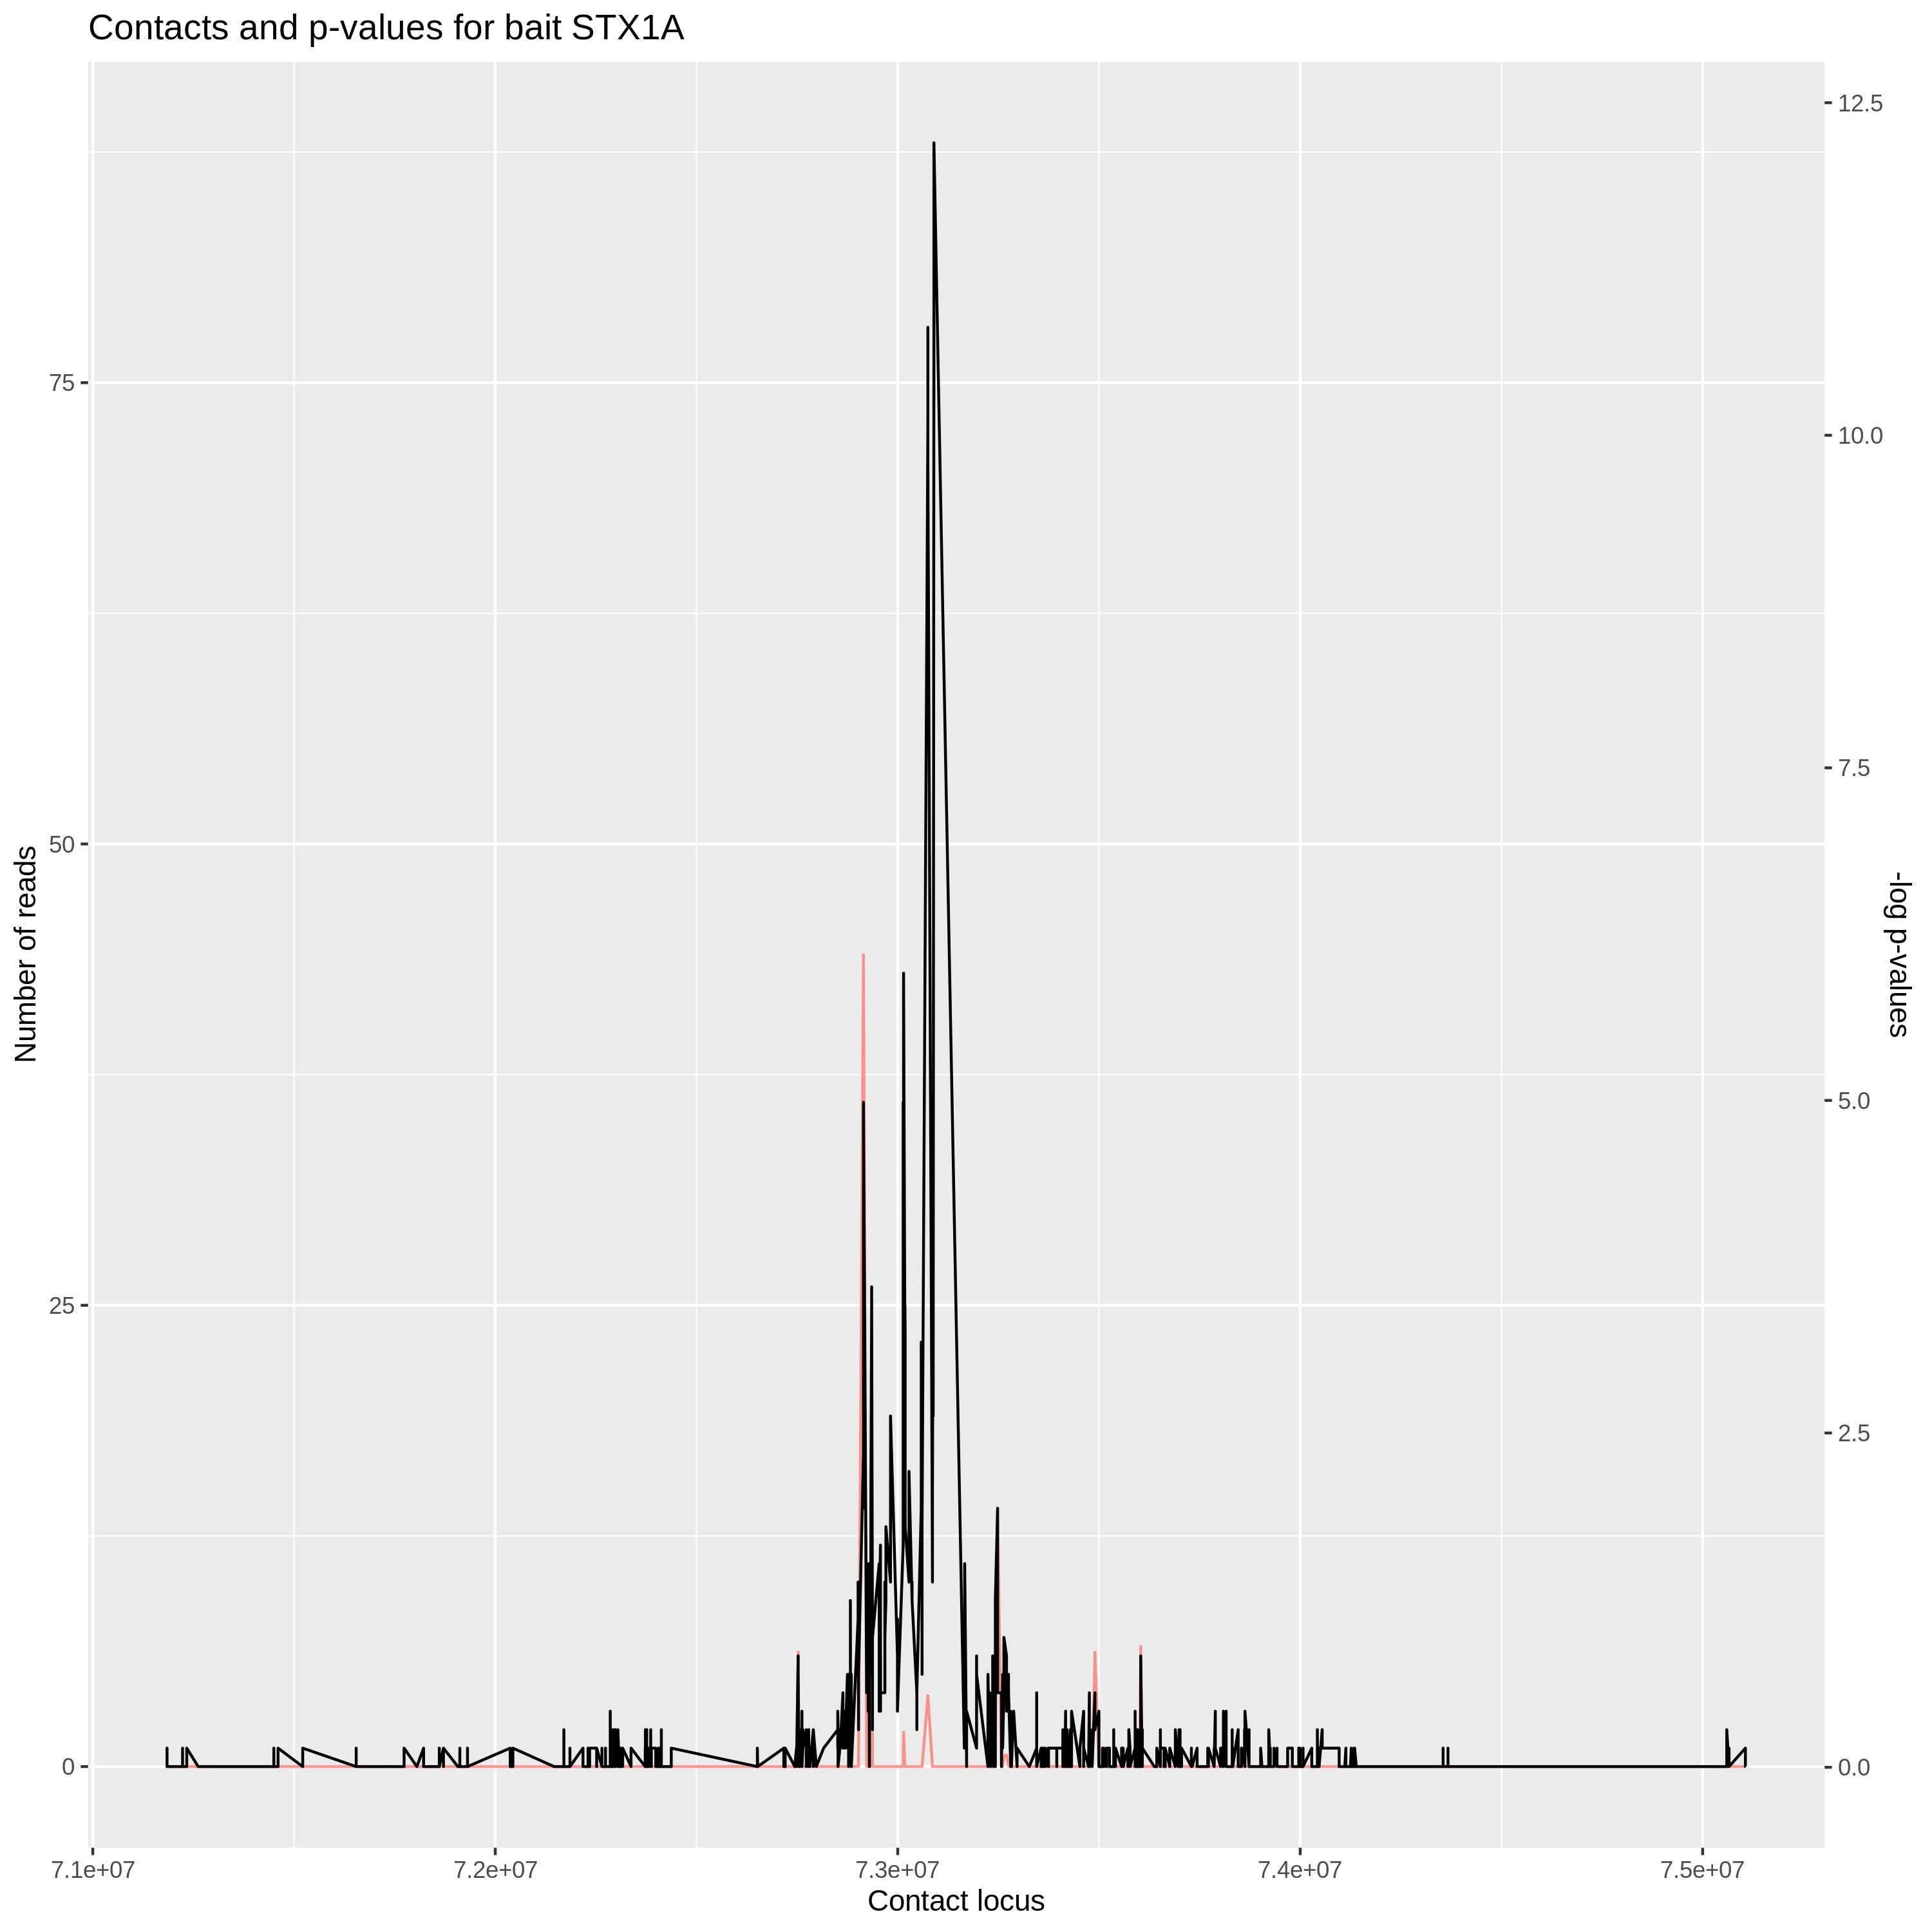 Contacts and p-values for bait STX1A
12.5
75
10.0
7.5
50
Number of reads
-log p-values
5.0
25
2.5
0
0.0
7.1e+07 7.2e+07 7.3e+07 7.4e+07 7.5e+07
Contact locus